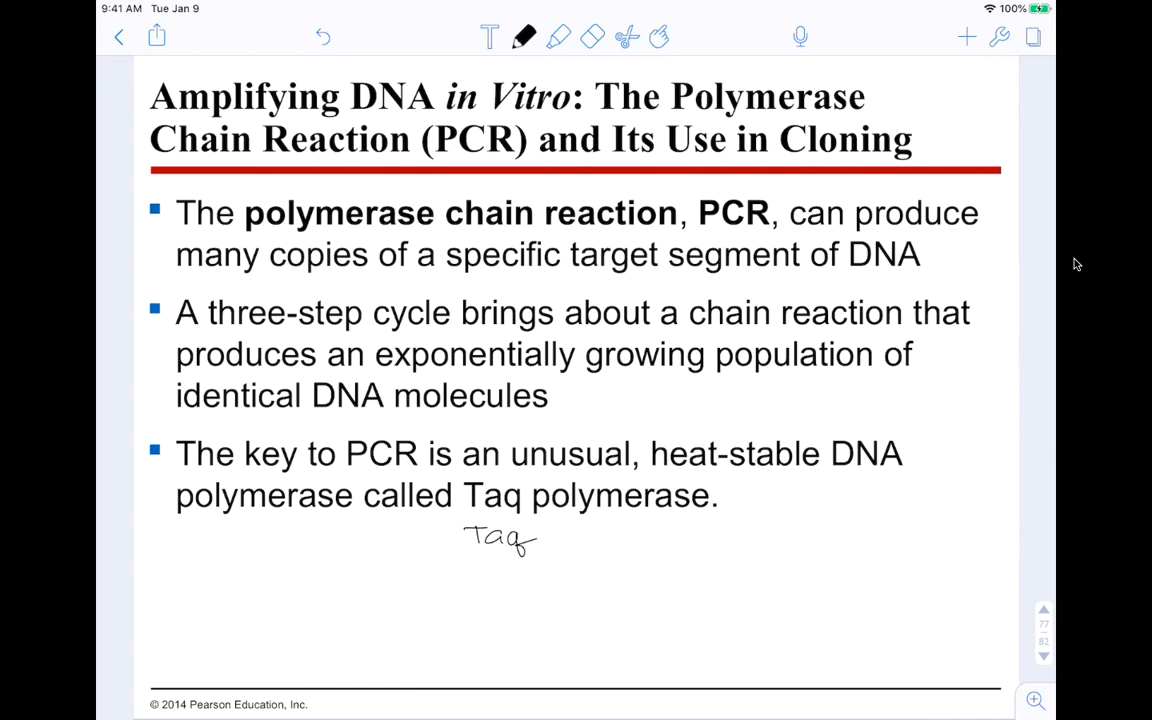 9:41 AM Tue Jan 9
100%
Amplifying DNA in Vitro: The Polymerase
Chain Reaction (PCR) and Its Use in Cloning
The polymerase chain reaction, PCR, can produce
many copies of a specific target segment of DNA
A three-step cycle brings about a chain reaction that
produces an exponentially growing population of
identical DNA molecules
The key to PCR is an unusual, heat-stable DNA
polymerase called Taq polymerase.
Taq
77
82
© 2014 Pearson Education, Inc.